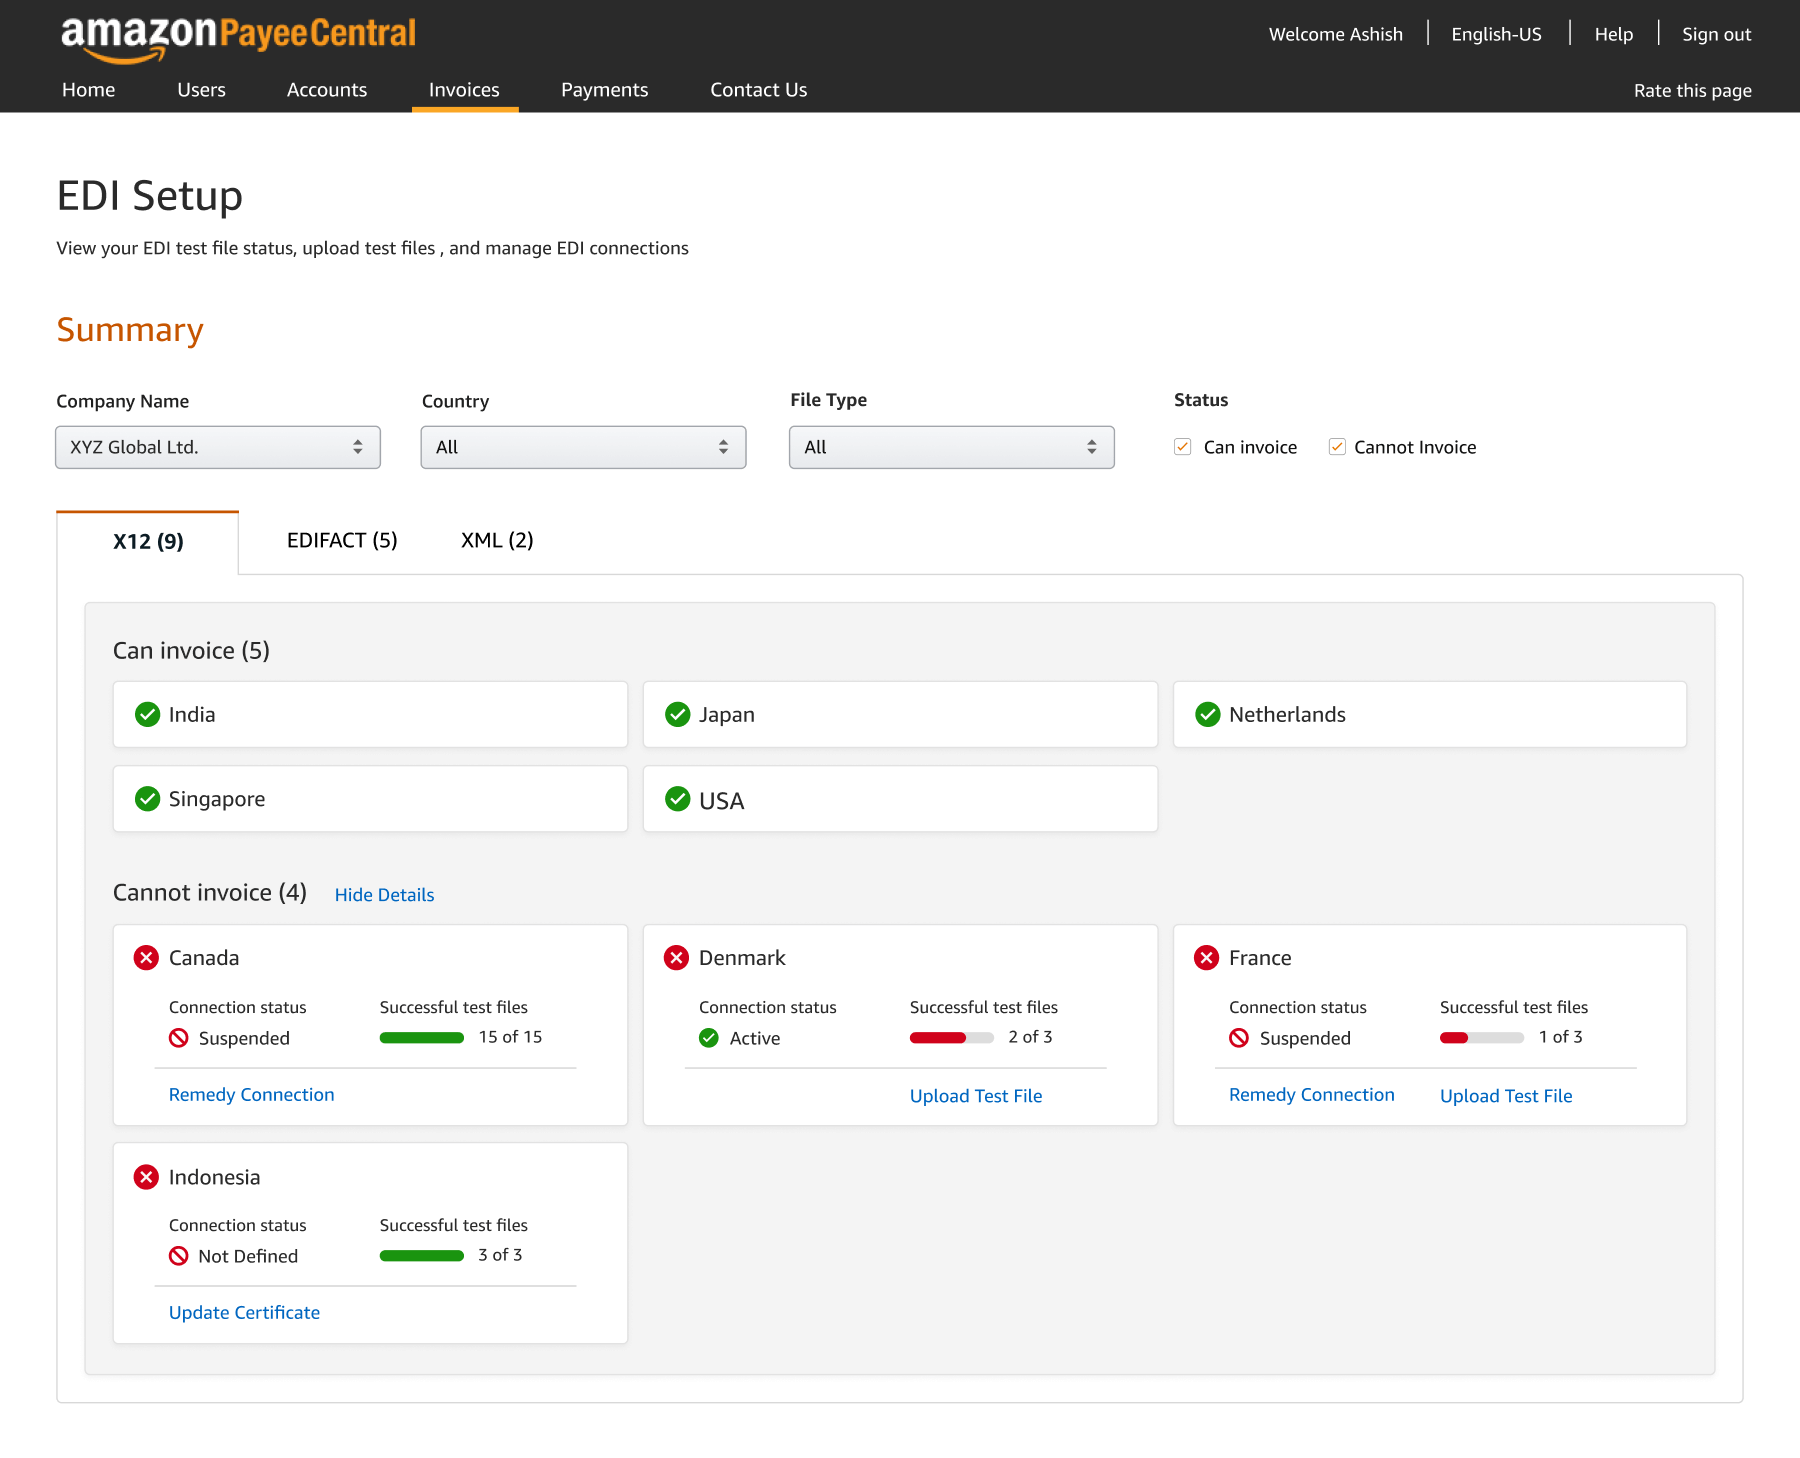 amazonPayeeCentral
Welcome Ashish
English-US
Help
Sign out
Home
Users
Accounts
Invoices
Payments
Contact Us
Rate this page
EDI Setup
View your EDI test file status, upload test files , and manage EDI connections
Summary
Company Name
Country
File Type
Status
XYZ Global Ltd.
All
All
Can invoice
Cannot Invoice
X12 (9)
EDIFACT (5)
XML (2)
Can invoice (5)
India
Japan
Netherlands
Singapore
USA
Cannot invoice (4)
Hide Details
Canada
Connection status
Successful test files
Suspended
15 of 15
Remedy Connection
Denmark
Connection status
Successful test files
Active
2 of 3
Upload Test File
France
Connection status
Successful test files
Suspended
1 of 3
Remedy Connection
Upload Test File
Indonesia
Connection status
Successful test files
Not Defined
3 of 3
Update Certificate